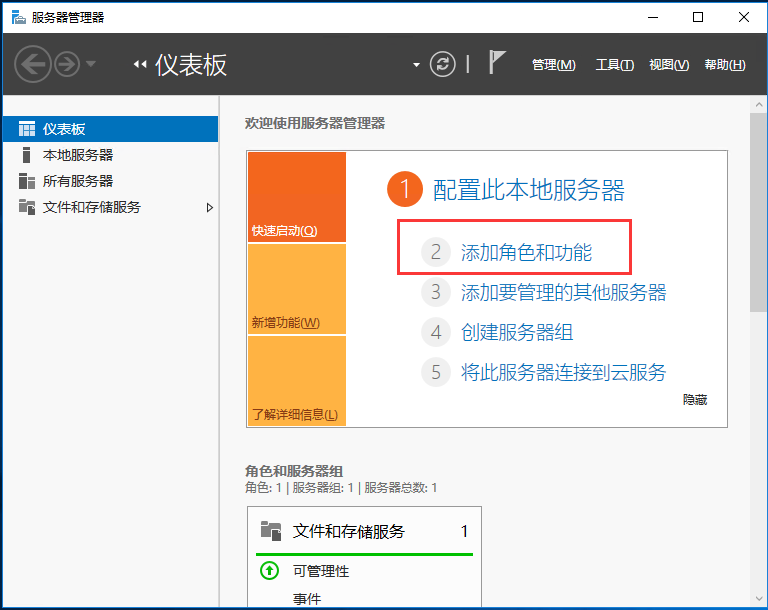 服务器管理器
仪表板
管理(M) 工具(T) 视图(V) 帮助(H)
仪表板
本地服务器
所有服务器
文件和存储服务
欢迎使用服务器管理器
快速启动(Q)
新增功能(W)
了解详细信息(L)
1 配置此本地服务器
2 添加角色和功能
3 添加要管理的其他服务器
4 创建服务器组
5 将此服务器连接到云服务
隐藏
角色和服务器组
角色: 1 | 服务器组: 1 | 服务器总数: 1
文件和存储服务 1
可管理性
事件